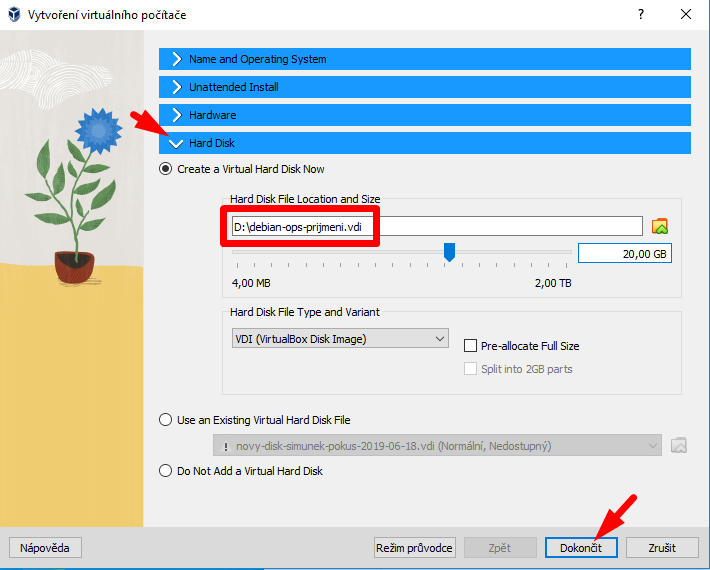 Vytvoření virtuálního počítače
Name and Operating System
Unattended Install
Hardware
Hard Disk
Create a Virtual Hard Disk Now
Hard Disk File Location and Size
D:\debian-ops-prijmeni.vdi
20,00 GB
4,00 MB 2,00 TB
Hard Disk File Type and Variant
VDI (VirtualBox Disk Image)
Pre-allocate Full Size
Split into 2GB parts
Use an Existing Virtual Hard Disk File
novy-disk-simunek-pokus-2019-06-18.vdi (Normální, Nedostupný)
Do Not Add a Virtual Hard Disk
Nápověda Režim průvodce Zpět Dokončit Zrušit